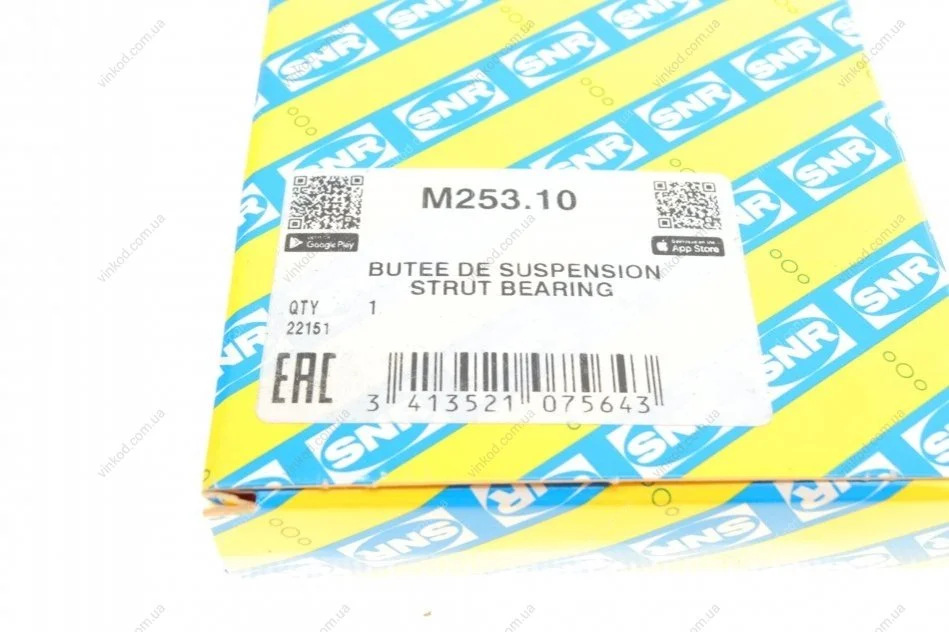 SNR
M253.10
Google Play
App Store
BUTEE DE SUSPENSION
STRUT BEARING
QTY 1
22151
EAC
3 413521 075643
vinkod.com.ua